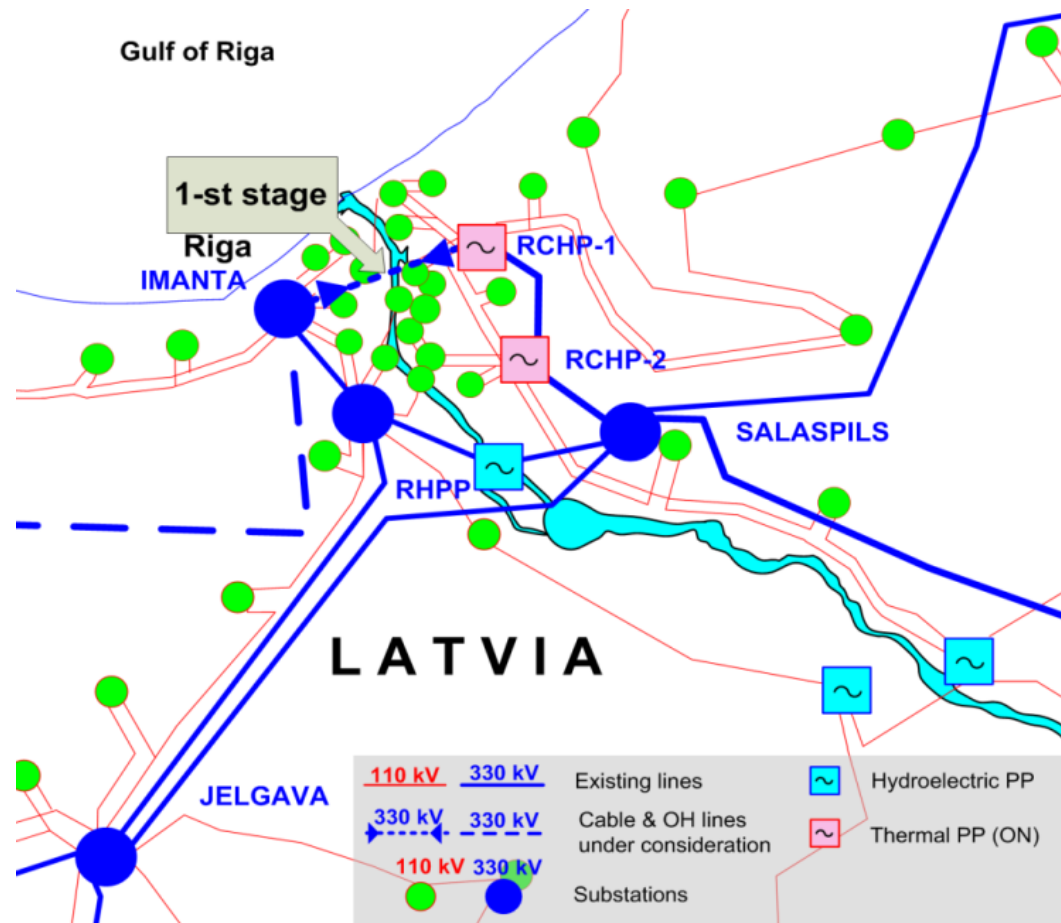 Gulf of Riga
1-st stage
Riga
IMANTA
RCHP-1
RCHP-2
SALASPILS
RHPP
LATVIA
JELGAVA
110 kV 330 kV Existing lines Hydroelectric PP
330 kV 330 kV Cable & OH lines
under consideration Thermal PP (ON)
110 kV 330 kV Substations